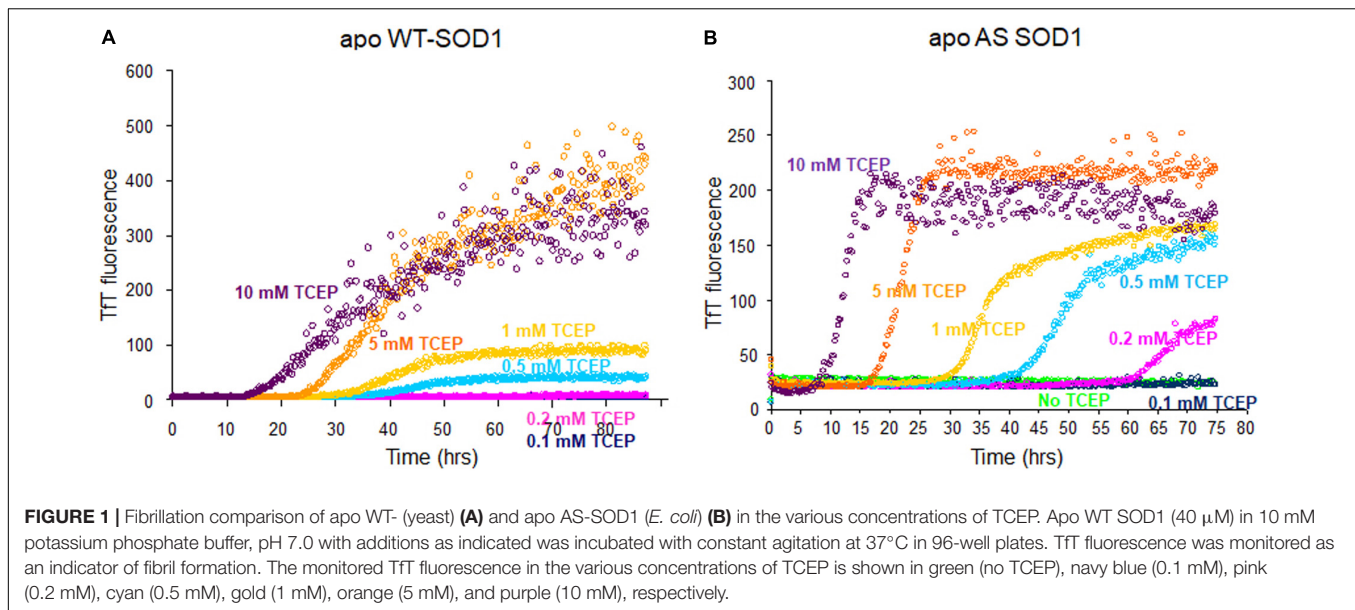 A
apo WT-SOD1
600
500
400
300
200
100
0
TfT fluorescence
10 mM TCEP
5 mM TCEP
1 mM TCEP
0.5 mM TCEP
0.2 mM TCEP
0.1 mM TCEP
0 10 20 30 40 50 60 70 80
Time (hrs)
B
apo AS SOD1
300
250
200
150
100
50
0
TfT fluorescence
10 mM TCEP
5 mM TCEP
1 mM TCEP
0.5 mM TCEP
0.2 mM TCEP
No TCEP
0.1 mM TCEP
0 5 10 15 20 25 30 35 40 45 50 55 60 65 70 75 80
Time (hrs)
FIGURE 1 | Fibrillation comparison of apo WT- (yeast) (A) and apo AS-SOD1 (E. coli) (B) in the various concentrations of TCEP. Apo WT SOD1 (40 μM) in 10 mM
potassium phosphate buffer, pH 7.0 with additions as indicated was incubated with constant agitation at 37°C in 96-well plates. TfT fluorescence was monitored as
an indicator of fibril formation. The monitored TfT fluorescence in the various concentrations of TCEP is shown in green (no TCEP), navy blue (0.1 mM), pink
(0.2 mM), cyan (0.5 mM), gold (1 mM), orange (5 mM), and purple (10 mM), respectively.